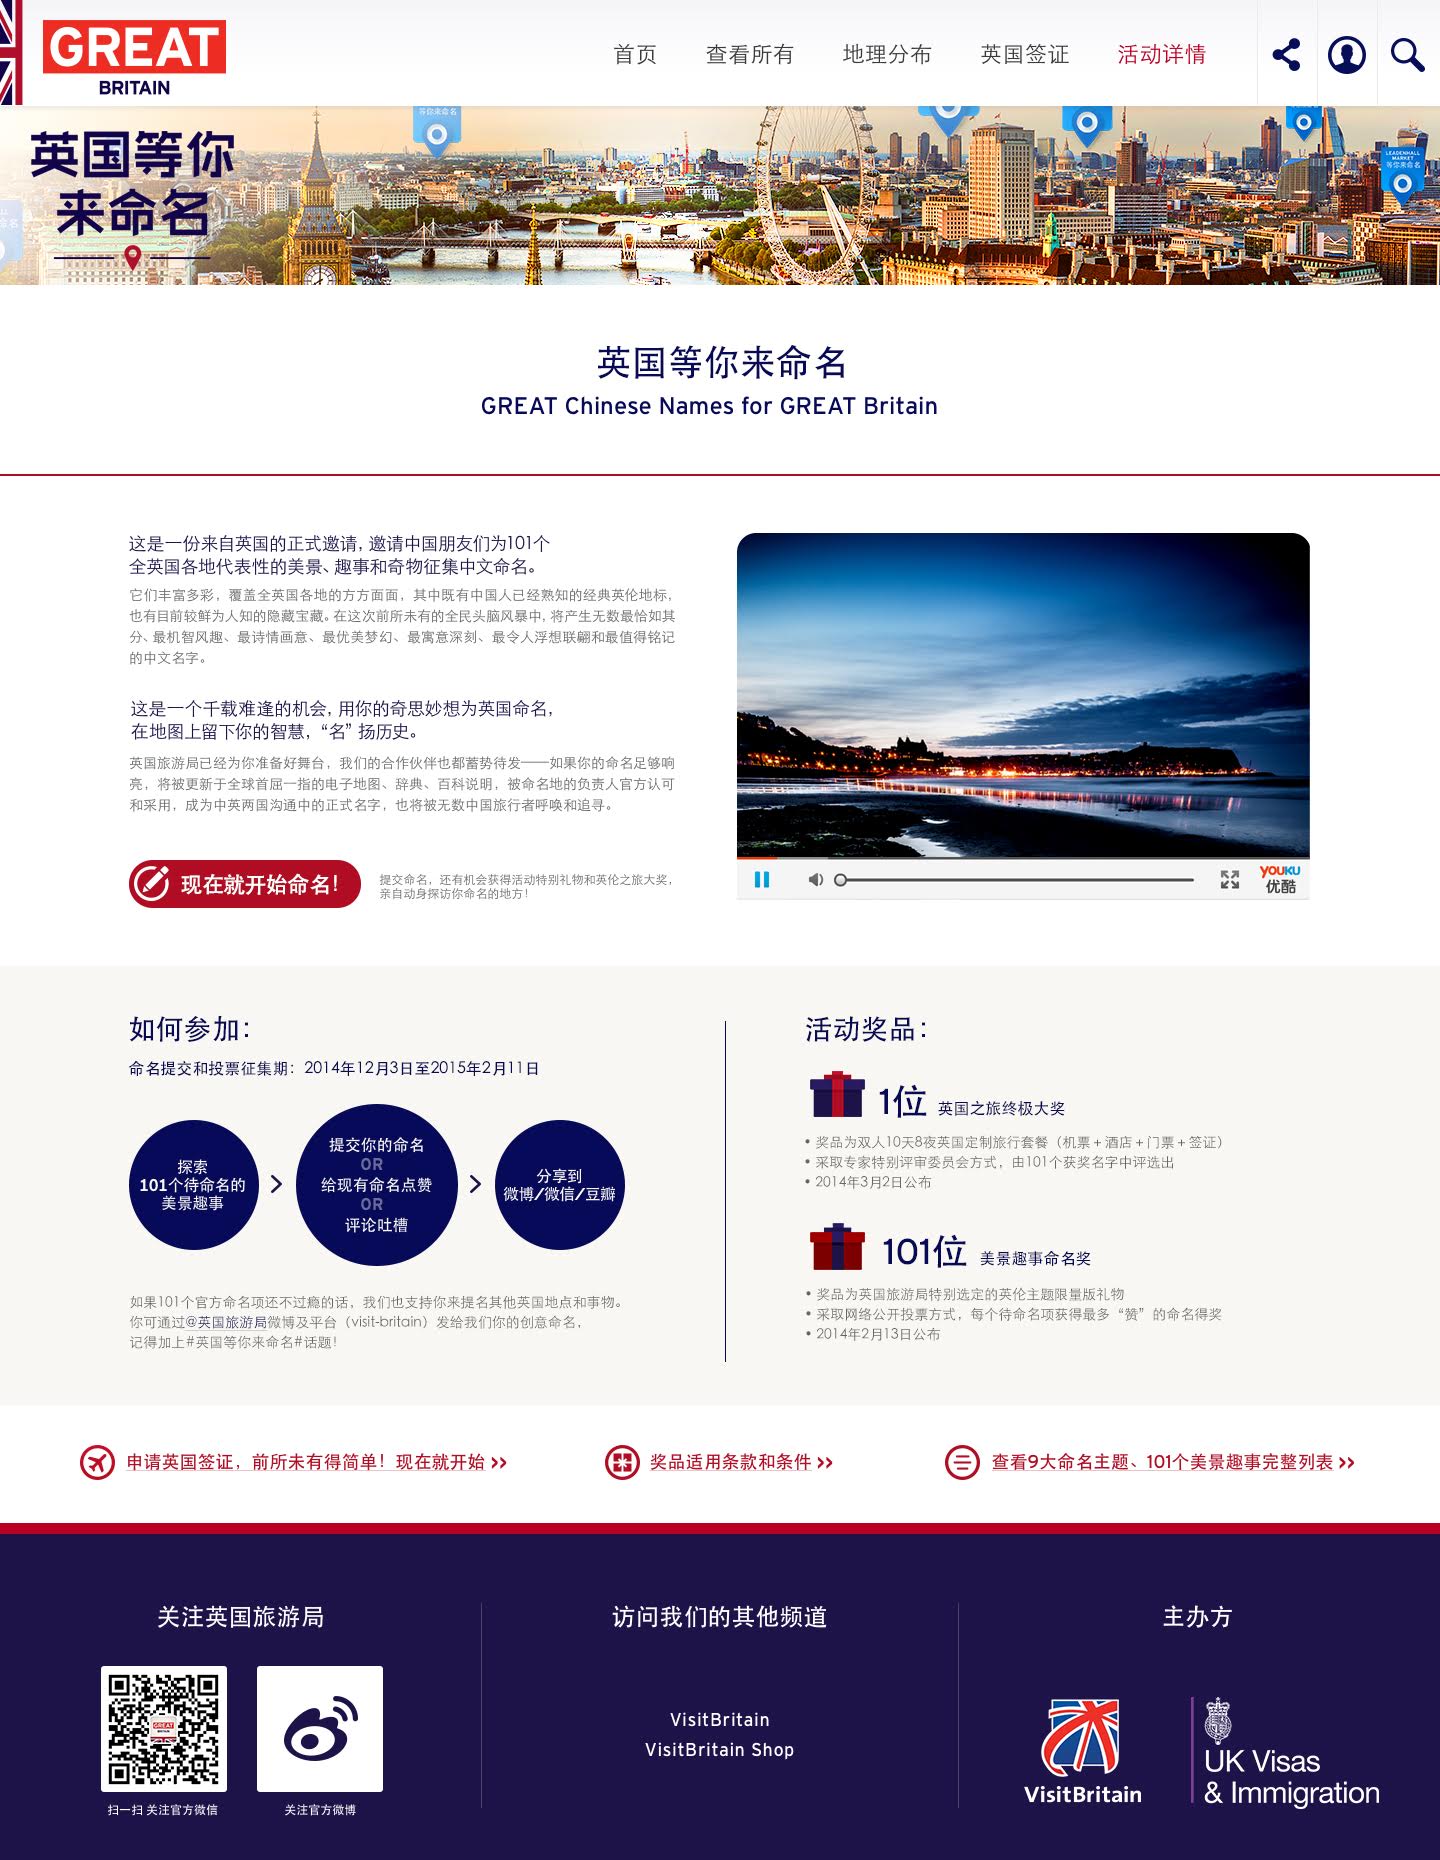 GREAT
BRITAIN
首页
查看所有
地理分布
英国签证
活动详情
英国等你
来命名
等你来命名
LEADENHALL
MARKET
等你来命名
英国等你来命名
GREAT Chinese Names for GREAT Britain
这是一份来自英国的正式邀请，邀请中国朋友们为101个
全英国各地代表性的美景、趣事和奇物征集中文命名。
它们丰富多彩，覆盖全英国各地的方方面面，其中既有中国人已经熟知的经典英伦地标，
也有目前较鲜为人知的隐藏宝藏。在这次前所未有的全民头脑风暴中，将产生无数最恰如其
分、最机智风趣、最诗情画意、最优美梦幻、最寓意深刻、最令人浮想联翩和最值得铭记
的中文名字。
这是一个千载难逢的机会，用你的奇思妙想为英国命名，
在地图上留下你的智慧，“名”扬历史。
英国旅游局已经为你准备好舞台，我们的合作伙伴也都蓄势待发——如果你的命名足够响
亮，将被更新于全球首屈一指的电子地图、辞典、百科说明，被命名地的负责人官方认可
和采用，成为中英两国沟通中的正式名字，也将被无数中国旅行者呼唤和追寻。
现在就开始命名！
提交命名，还有机会获得活动特别礼物和英伦之旅大奖，
亲自动身探访你命名的地方！
YOUKU
优酷
如何参加：
命名提交和投票征集期：2014年12月3日至2015年2月11日
探索
101个待命名的
美景趣事
提交你的命名
OR
给现有命名点赞
OR
评论吐槽
分享到
微博/微信/豆瓣
如果101个官方命名项还不过瘾的话，我们也支持你来提名其他英国地点和事物。
你可通过@英国旅游局微博及平台（visit-britain）发给我们你的创意命名，
记得加上#英国等你来命名#话题！
活动奖品：
1位 英国之旅终极大奖
• 奖品为双人10天8夜英国定制旅行套餐（机票＋酒店＋门票＋签证）
• 采取专家特别评审委员会方式，由101个获奖名字中评选出
• 2014年3月2日公布
101位 美景趣事命名奖
• 奖品为英国旅游局特别选定的英伦主题限量版礼物
• 采取网络公开投票方式，每个待命名项获得最多“赞”的命名得奖
• 2014年2月13日公布
申请英国签证，前所未有得简单！现在就开始 >>
奖品适用条款和条件 >>
查看9大命名主题、101个美景趣事完整列表 >>
关注英国旅游局
GREAT
BRITAIN
扫一扫 关注官方微信
关注官方微博
访问我们的其他频道
VisitBritain
VisitBritain Shop
主办方
VisitBritain
UK Visas
& Immigration